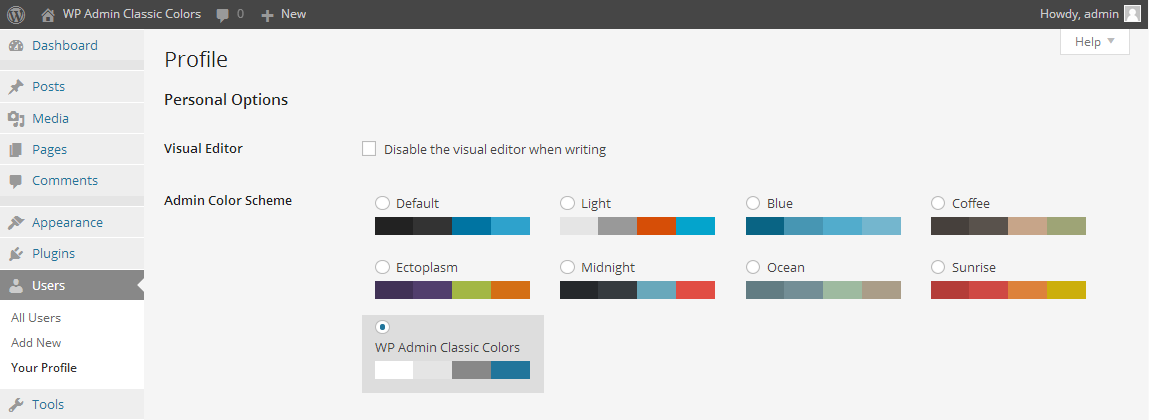 WP Admin Classic Colors 0 New Howdy, admin
Dashboard
Posts
Media
Pages
Comments
Appearance
Plugins
Users
All Users
Add New
Your Profile
Tools
Help
Profile
Personal Options
Visual Editor Disable the visual editor when writing
Admin Color Scheme Default Light Blue Coffee
Ectoplasm Midnight Ocean Sunrise
WP Admin Classic Colors